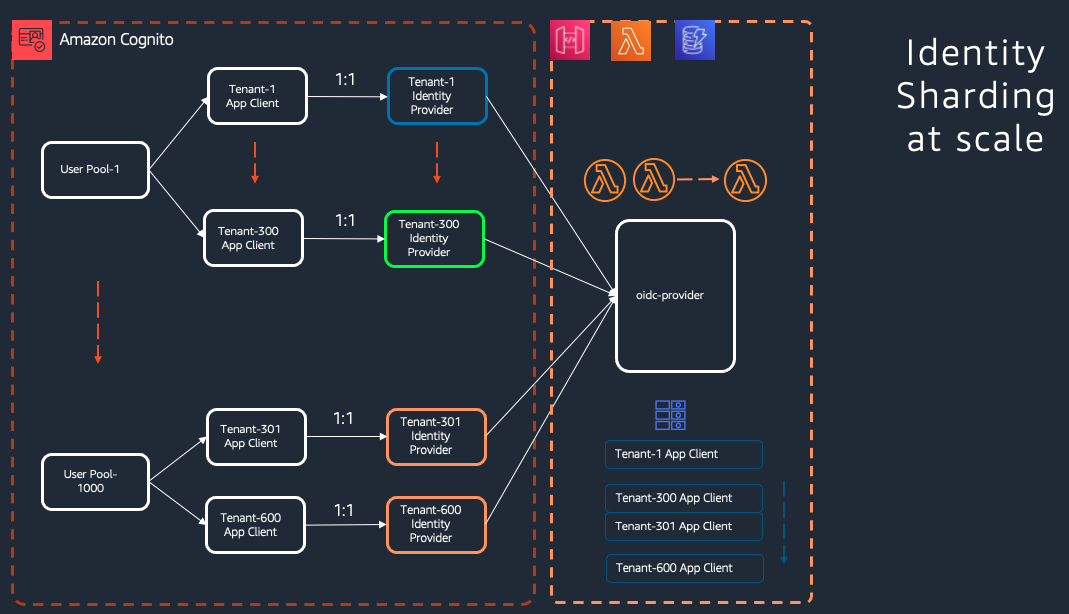 Amazon Cognito
Identity
Sharding
at scale
User Pool-1
Tenant-1
App Client
1:1
Tenant-1
Identity
Provider
Tenant-300
App Client
1:1
Tenant-300
Identity
Provider
User Pool-
1000
Tenant-301
App Client
1:1
Tenant-301
Identity
Provider
Tenant-600
App Client
1:1
Tenant-600
Identity
Provider
oidc-provider
Tenant-1 App Client
Tenant-300 App Client
Tenant-301 App Client
Tenant-600 App Client